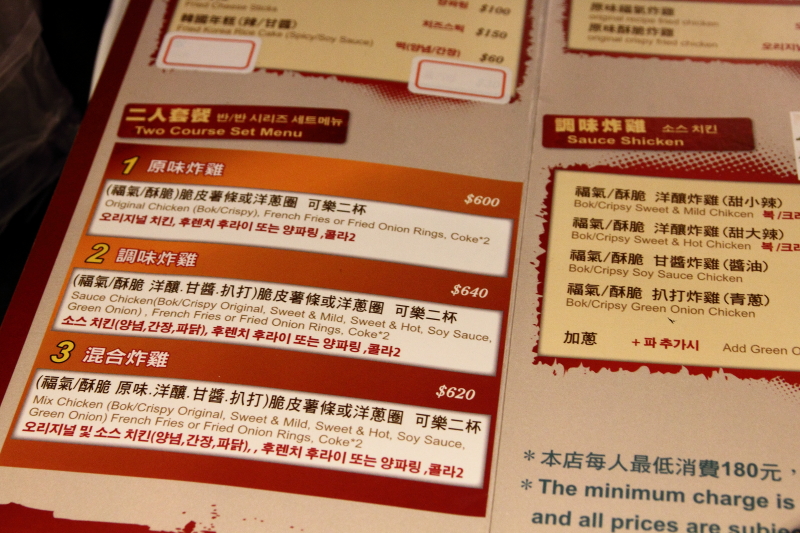 Fried Cheese Sticks
$100
韓國年糕(辣/甘醬)
치즈스틱
$150
Fried Korea Rice Cake (Spicy/Soy Sauce)
떡(양념/간장)
$60
二人套餐 반/반 시리즈 세트메뉴
Two Course Set Menu
1 原味炸雞
(福氣/酥脆)脆皮薯條或洋蔥圈 可樂二杯
$600
Original Chicken (Bok/Crispy), French Fries or Fried Onion Rings, Coke*2
오리지널 치킨, 후렌치 후라이 또는 양파링 ,콜라2
2 調味炸雞
$640
(福氣/酥脆 洋釀.甘醬.扒打)脆皮薯條或洋蔥圈 可樂二杯
Sauce Chicken(Bok/Crispy Original, Sweet & Mild, Sweet & Hot, Soy Sauce,
Green Onion) , French Fries or Fried Onion Rings, Coke*2
소스 치킨(양념,간장,파닭), 후렌치 후라이 또는 양파링 ,콜라2
3 混合炸雞
$620
(福氣/酥脆 原味.洋釀.甘醬.扒打)脆皮薯條或洋蔥圈 可樂二杯
Mix Chicken (Bok/Crispy Original, Sweet & Mild, Sweet & Hot, Soy Sauce,
Green Onion) French Fries or Fried Onion Rings, Coke*2
오리지널 및 소스 치킨(양념,간장,파닭), , 후렌치 후라이 또는 양파링 ,콜라2
原味福氣炸雞
original recipe fried chicken
原味酥脆炸雞
original crispy fried chicken
오리지널
調味炸雞 소스 치킨
Sauce Shicken
福氣/酥脆 洋釀炸雞(甜小辣)
Bok/Cripsy Sweet & Mild Chikcen
복 /크리
福氣/酥脆 洋釀炸雞(甜大辣)
Bok/Cripsy Sweet & Hot Chicken
복 /크리
福氣/酥脆 甘醬炸雞(醬油)
Bok/Cripsy Soy Sauce Chicken
福氣/酥脆 扒打炸雞(青蔥)
Bok/Cripsy Green Onion Chicken
加蔥 + 파 추가시 Add Green O
*本店每人最低消費180元，
* The minimum charge is
and all prices are subje